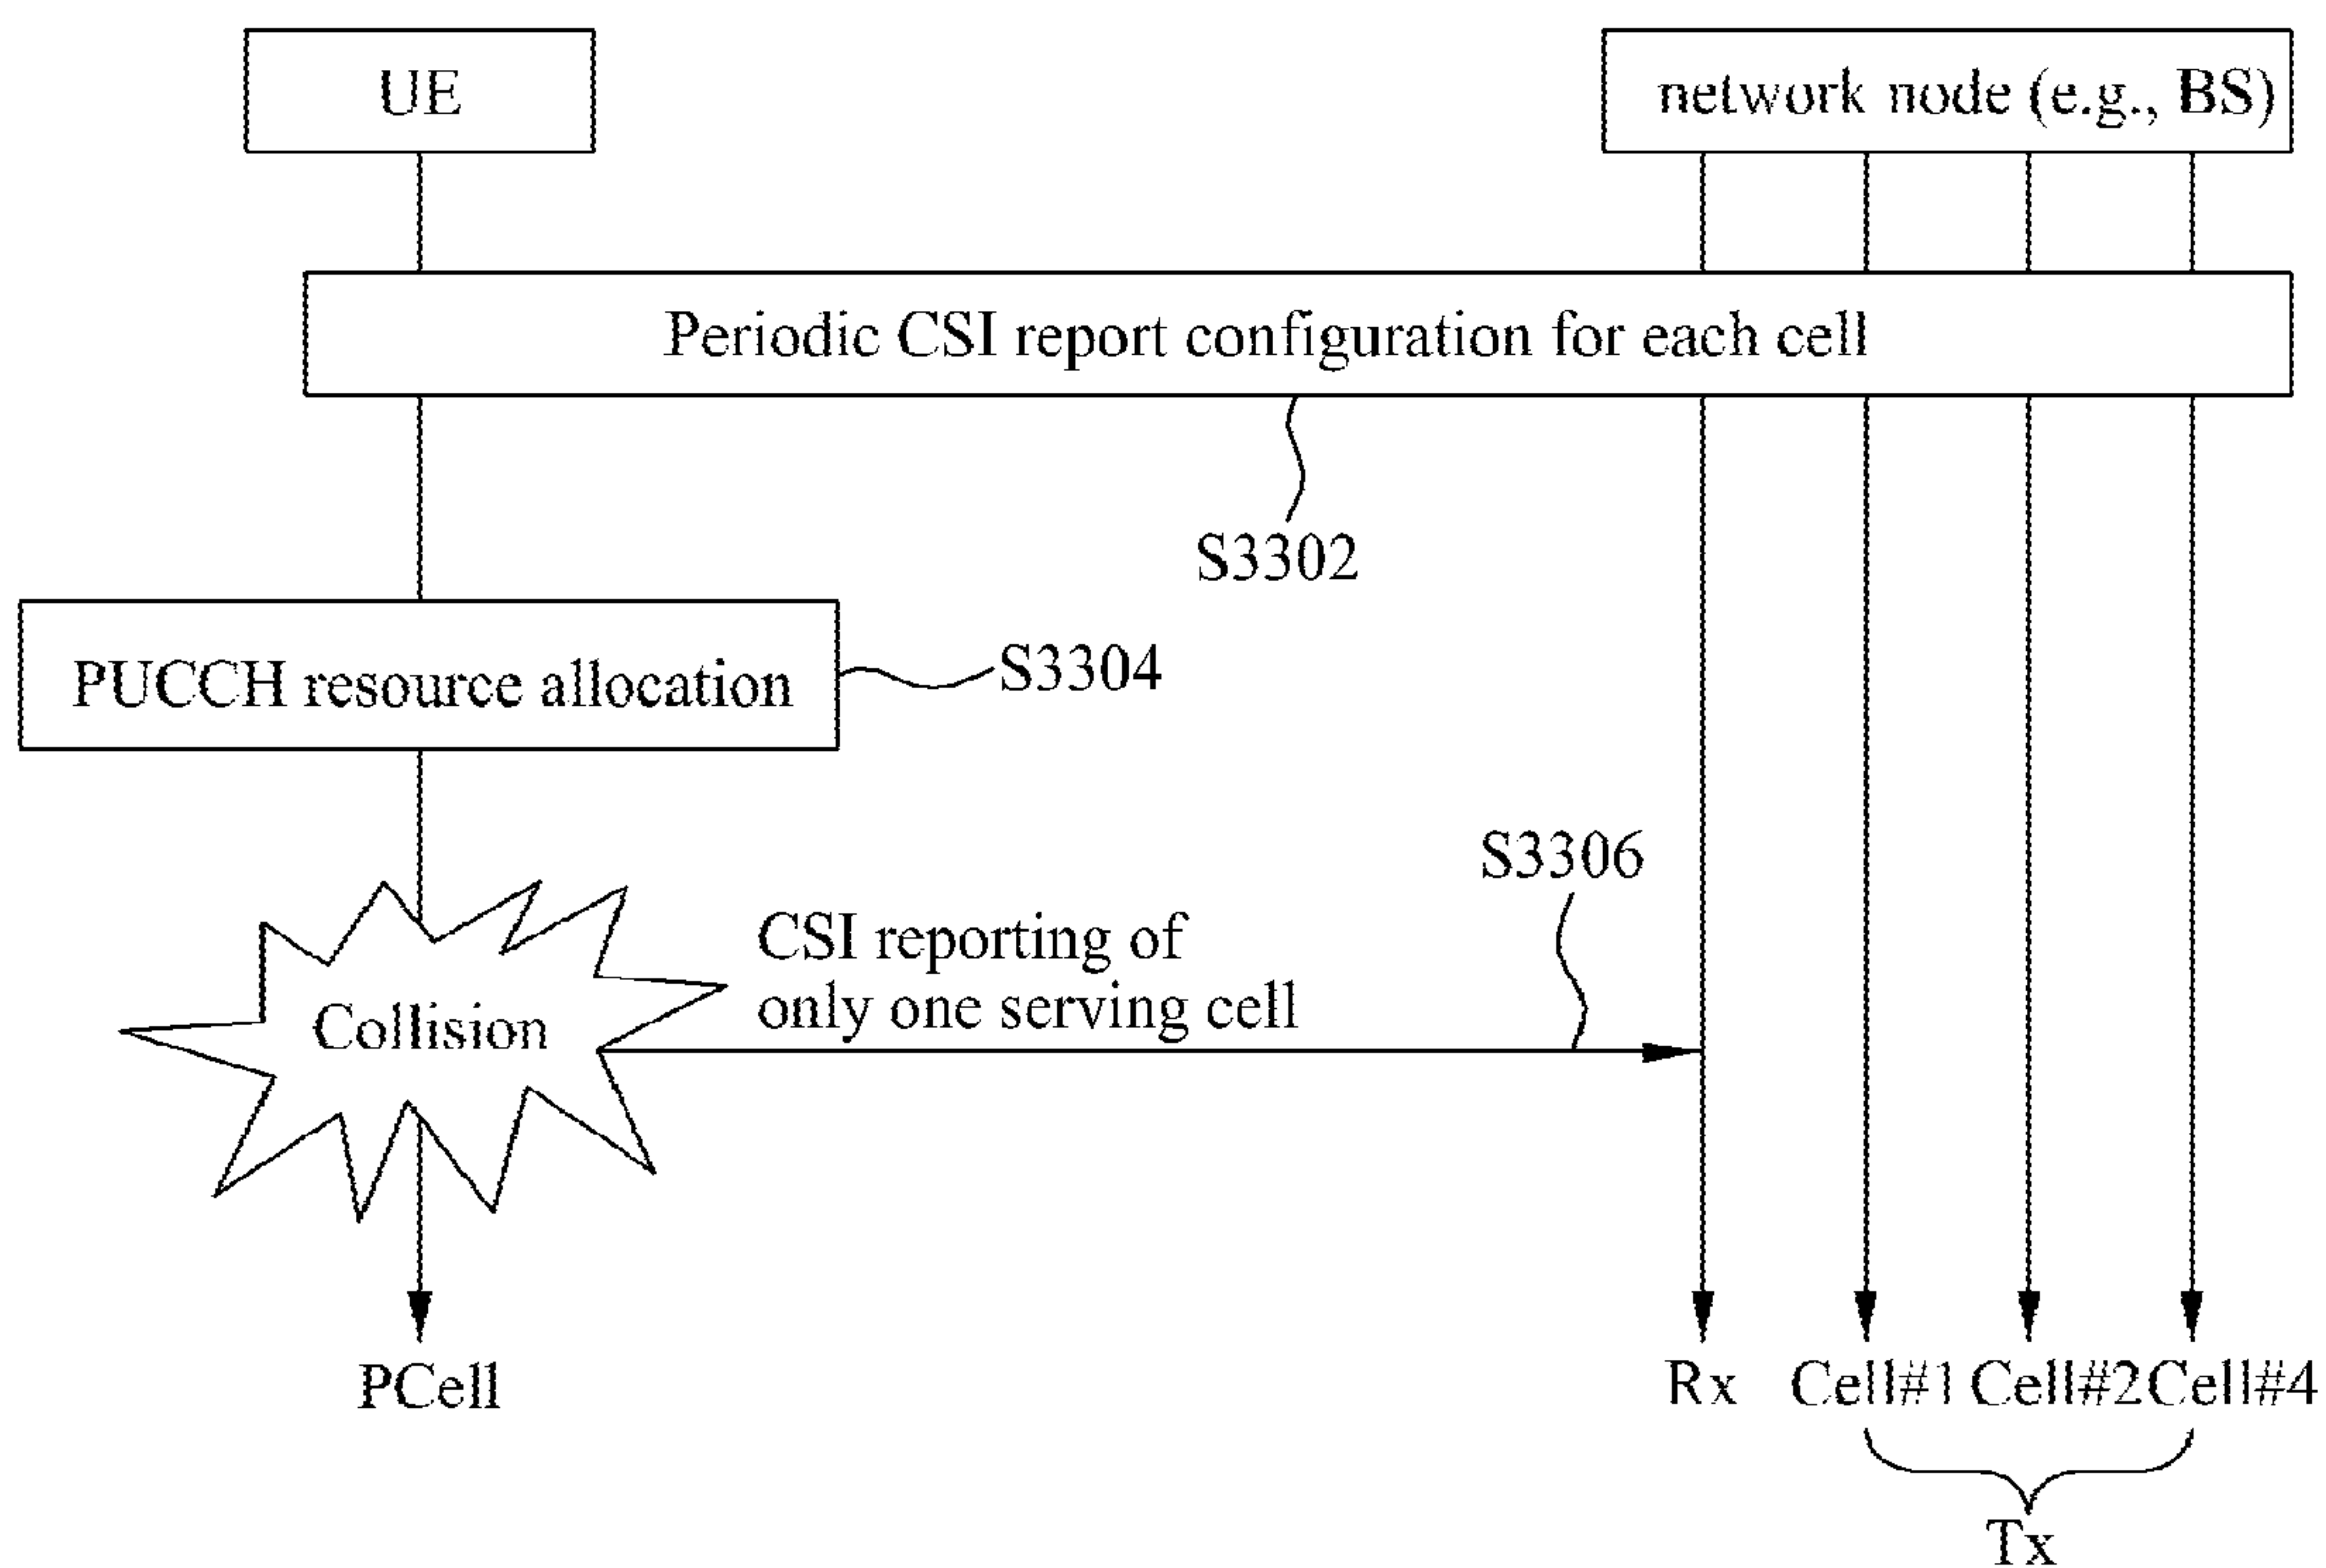 UE
network node (e.g., BS)
Periodic CSI report configuration for each cell
S3302
PUCCH resource allocation
S3304
S3306
CSI reporting of
only one serving cell
Collision
PCell
Rx
Cell#1
Cell#2
Cell#4
Tx